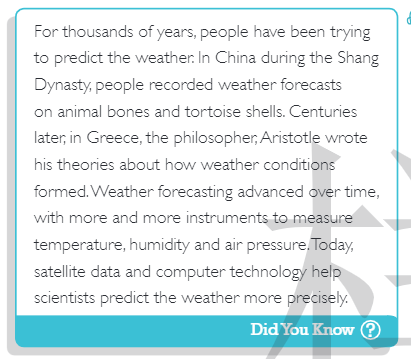 For thousands of years, people have been trying
to predict the weather. In China during the Shang
Dynasty, people recorded weather forecasts
on animal bones and tortoise shells. Centuries
later, in Greece, the philosopher, Aristotle wrote
his theories about how weather conditions
formed. Weather forecasting advanced over time,
with more and more instruments to measure
temperature, humidity and air pressure. Today,
satellite data and computer technology help
scientists predict the weather more precisely.
Did You Know ?